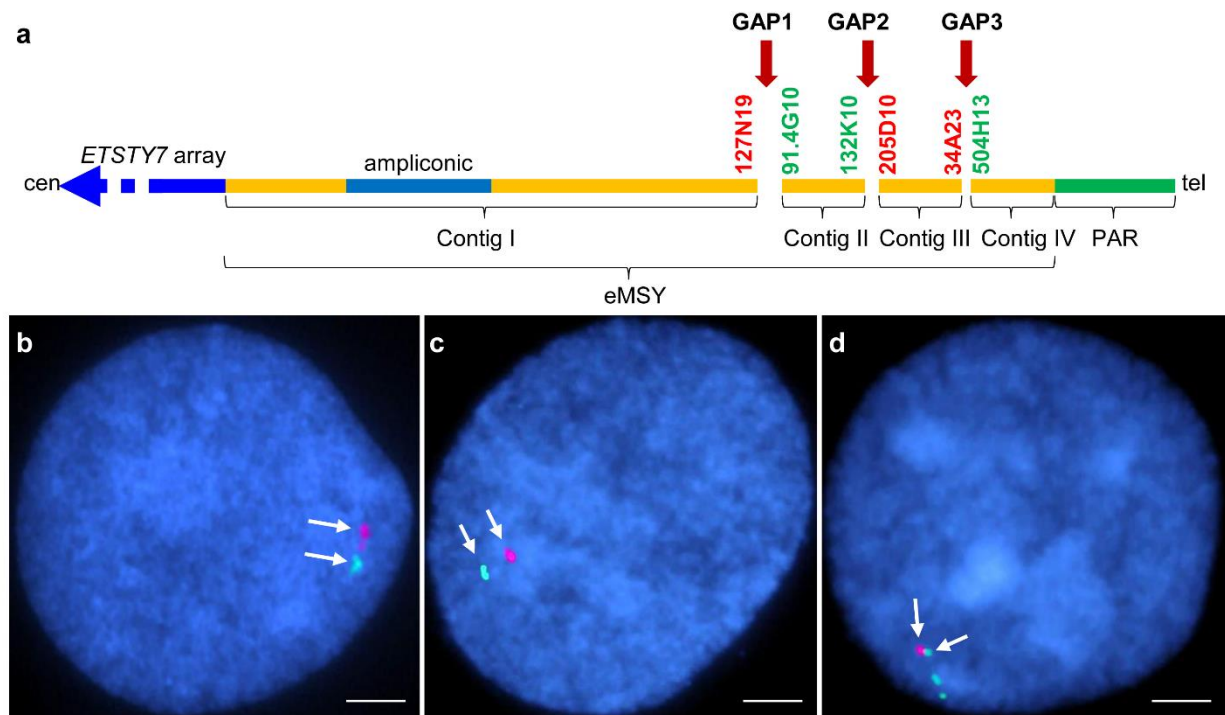 a
GAP1 GAP2 GAP3
127N19 91.4G10 132K10 205D10 34A23 504H13
ETSTY7 array
ampliconic
cen tel
Contig I Contig II Contig III Contig IV PAR
eMSY
b c d